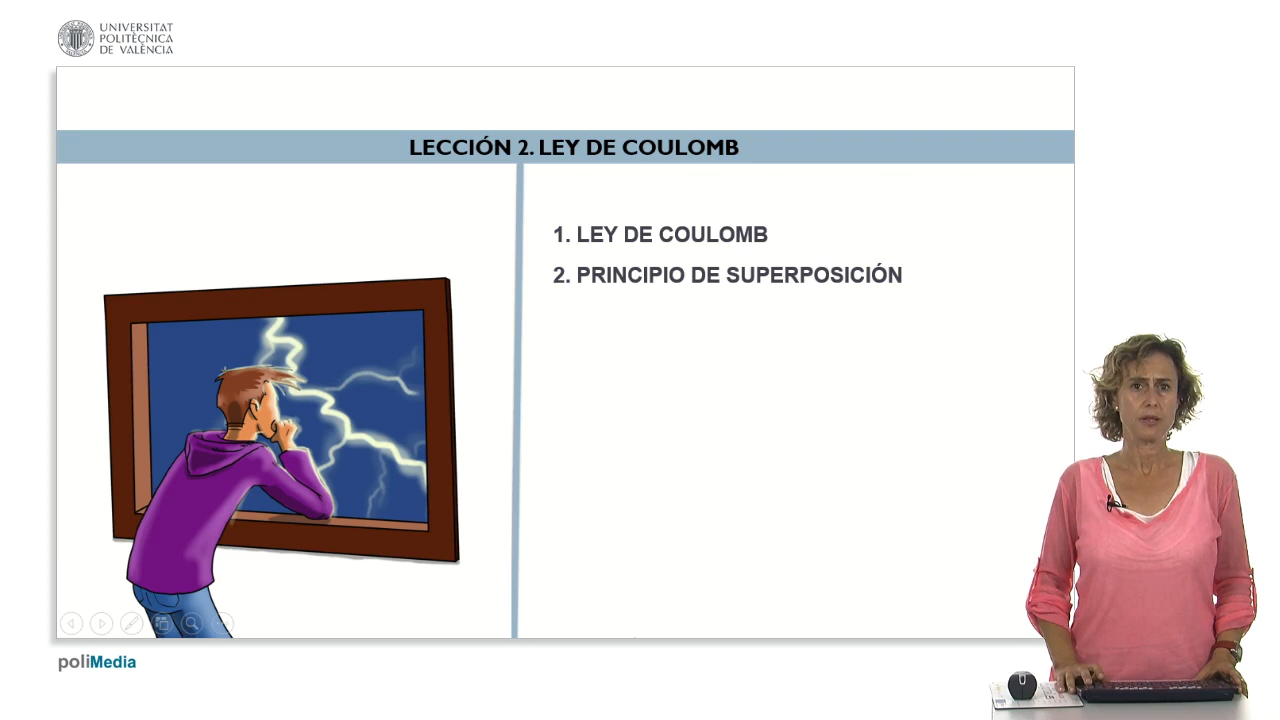 UNIVERSITAT
POLITÈCNICA
DE VALÈNCIA
LECCIÓN 2. LEY DE COULOMB
1. LEY DE COULOMB
2. PRINCIPIO DE SUPERPOSICIÓN
poliMedia